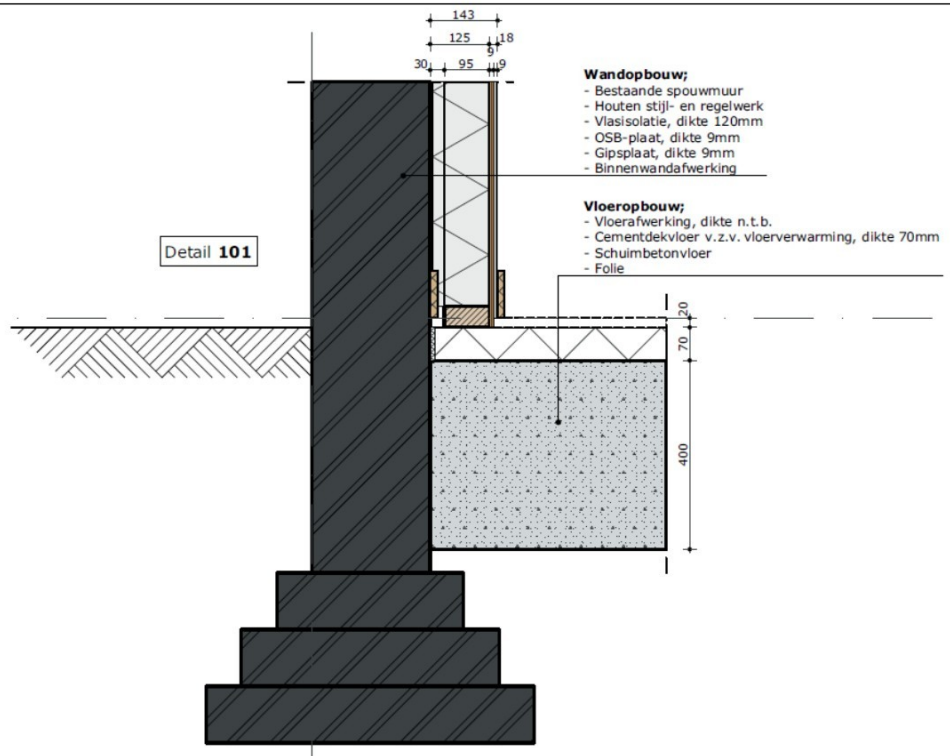 143
125
18
9
30
95
9
Wandopbouw;
- Bestaande spouwmuur
- Houten stijl- en regelwerk
- Vlasisolatie, dikte 120mm
- OSB-plaat, dikte 9mm
- Gipsplaat, dikte 9mm
- Binnenwandafwerking
Vloeropbouw;
- Vloerafwerking, dikte n.t.b.
- Cementdekvloer v.z.v. vloerverwarming, dikte 70mm
- Schuimbetonvloer
- Folie
Detail 101
20
70
400